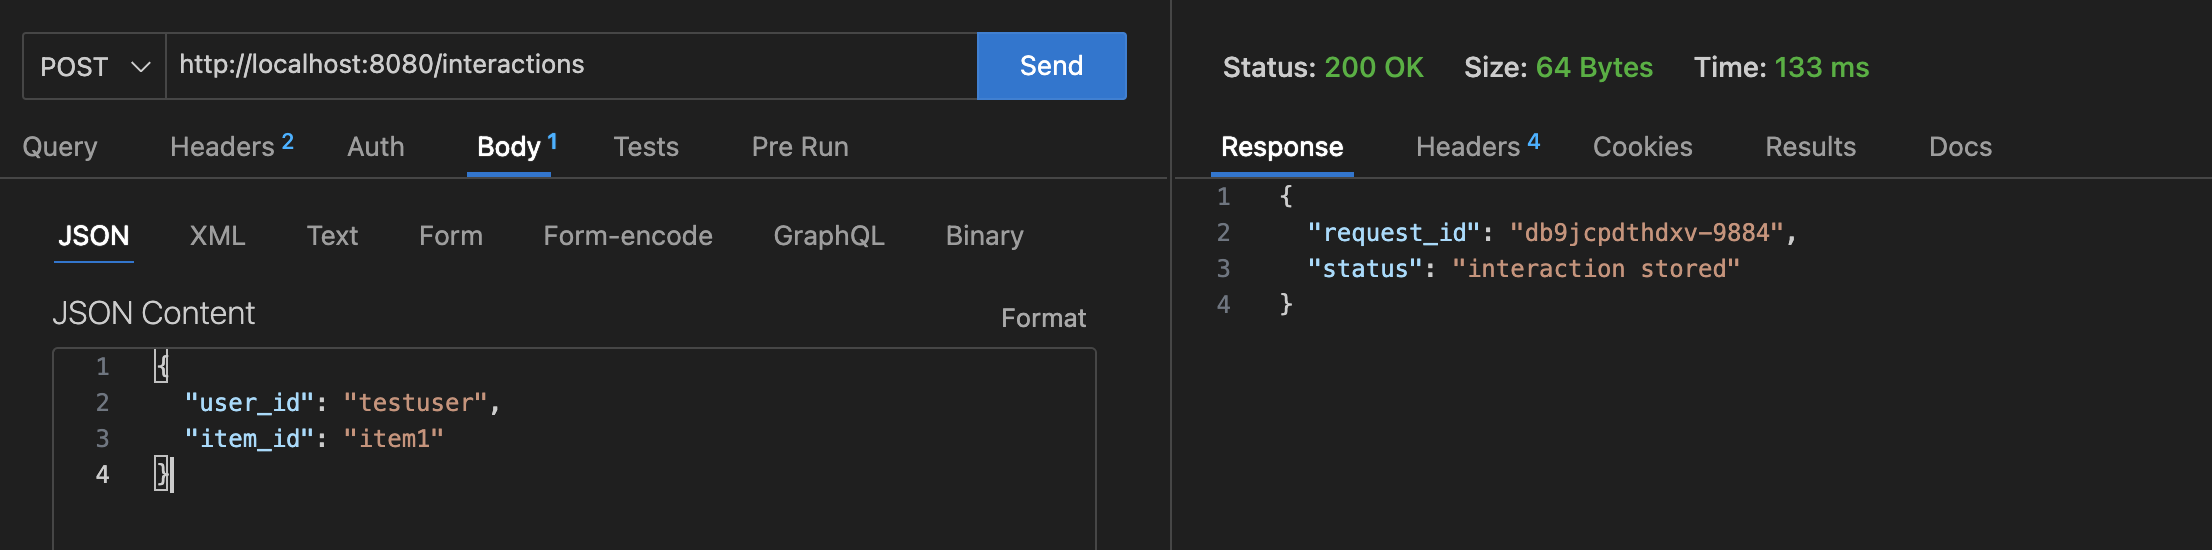 POST http://localhost:8080/interactions Send
Query Headers 2 Auth Body 1 Tests Pre Run
JSON XML Text Form Form-encode GraphQL Binary
JSON Content Format
1 {
2 "user_id": "testuser",
3 "item_id": "item1"
4 }
Status: 200 OK Size: 64 Bytes Time: 133 ms
Response Headers 4 Cookies Results Docs
1 {
2 "request_id": "db9jcpdthdxv-9884",
3 "status": "interaction stored"
4 }